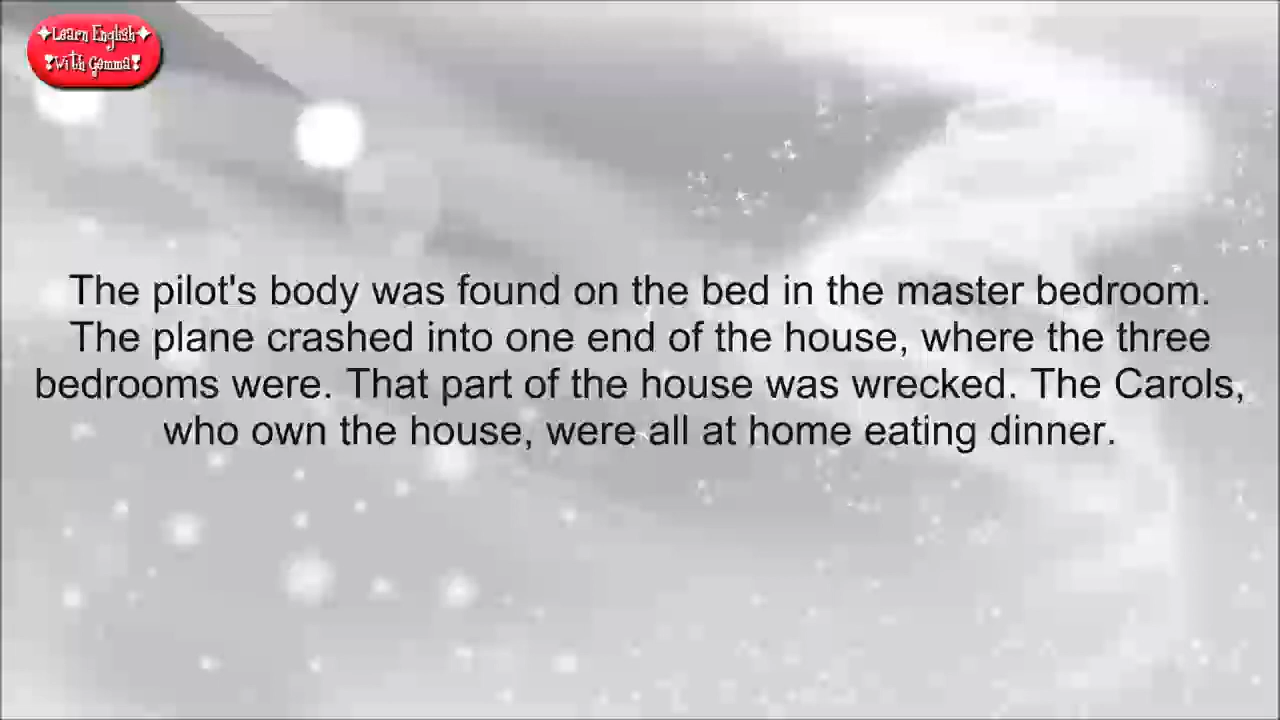 ✦Learn English✦
❣With Gemma❣
The pilot's body was found on the bed in the master bedroom.
The plane crashed into one end of the house, where the three
bedrooms were. That part of the house was wrecked. The Carols,
who own the house, were all at home eating dinner.